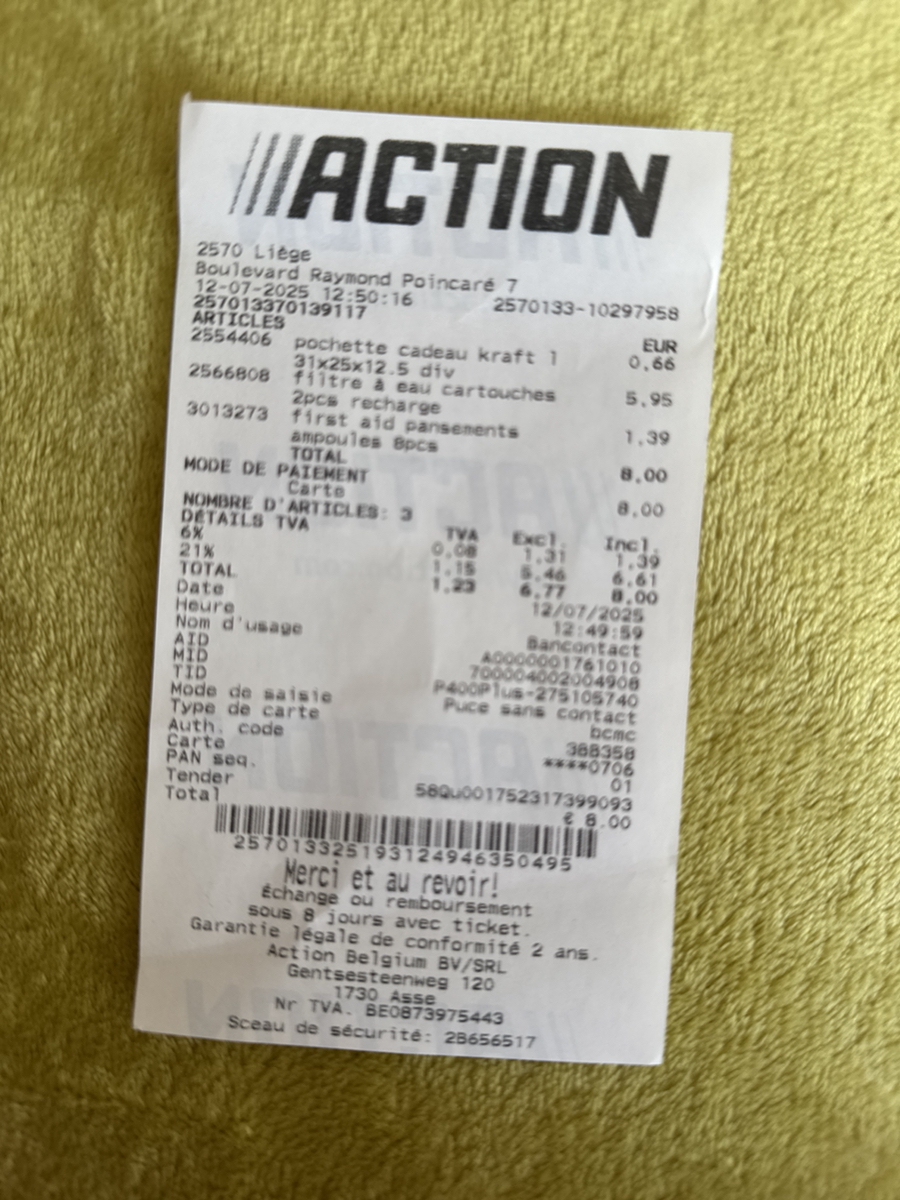 ACTION
2570 Liège
Boulevard Raymond Poincaré 7
12-07-2025 12:50:16 2570133-10297958
257013370139117
ARTICLES EUR
2554406 pochette cadeau kraft 1 0,66
31x25x12.5 div
2566808 filtre à eau cartouches 5,95
2pcs recharge
3013273 first aid pansements 1,39
ampoules 8pcs
TOTAL 8,00
MODE DE PAIEMENT
Carte 8,00
NOMBRE D'ARTICLES: 3
DÉTAILS TVA TVA Excl. Incl.
6% 0,08 1,31 1,39
21% 1,15 5,46 6,61
TOTAL 1,23 6,77 8,00
Date 12/07/2025
Heure 12:49:59
Nom d'usage Bancontact
AID A0000001761010
MID 700004002004908
TID P400Plus-275105740
Mode de saisie Puce sans contact
Type de carte bcmc
Auth. code 388358
Carte ****0706
PAN seq. 01
Tender 58Qu001752317399093
Total € 8.00
257013325193124946350495
Merci et au revoir!
Échange ou remboursement
sous 8 jours avec ticket.
Garantie légale de conformité 2 ans.
Action Belgium BV/SRL
Gentsesteenweg 120
1730 Asse
Nr TVA. BE0873975443
Sceau de sécurité: 2B656517